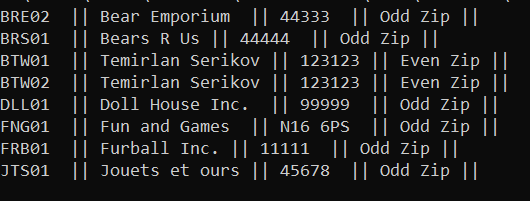 BRE02 || Bear Emporium || 44333 || Odd Zip ||
BRS01 || Bears R Us || 44444 || Odd Zip ||
BTW01 || Temirlan Serikov || 123123 || Even Zip ||
BTW02 || Temirlan Serikov || 123123 || Even Zip ||
DLL01 || Doll House Inc. || 99999 || Odd Zip ||
FNG01 || Fun and Games || N16 6PS || Odd Zip ||
FRB01 || Furball Inc. || 11111 || Odd Zip ||
JTS01 || Jouets et ours || 45678 || Odd Zip ||